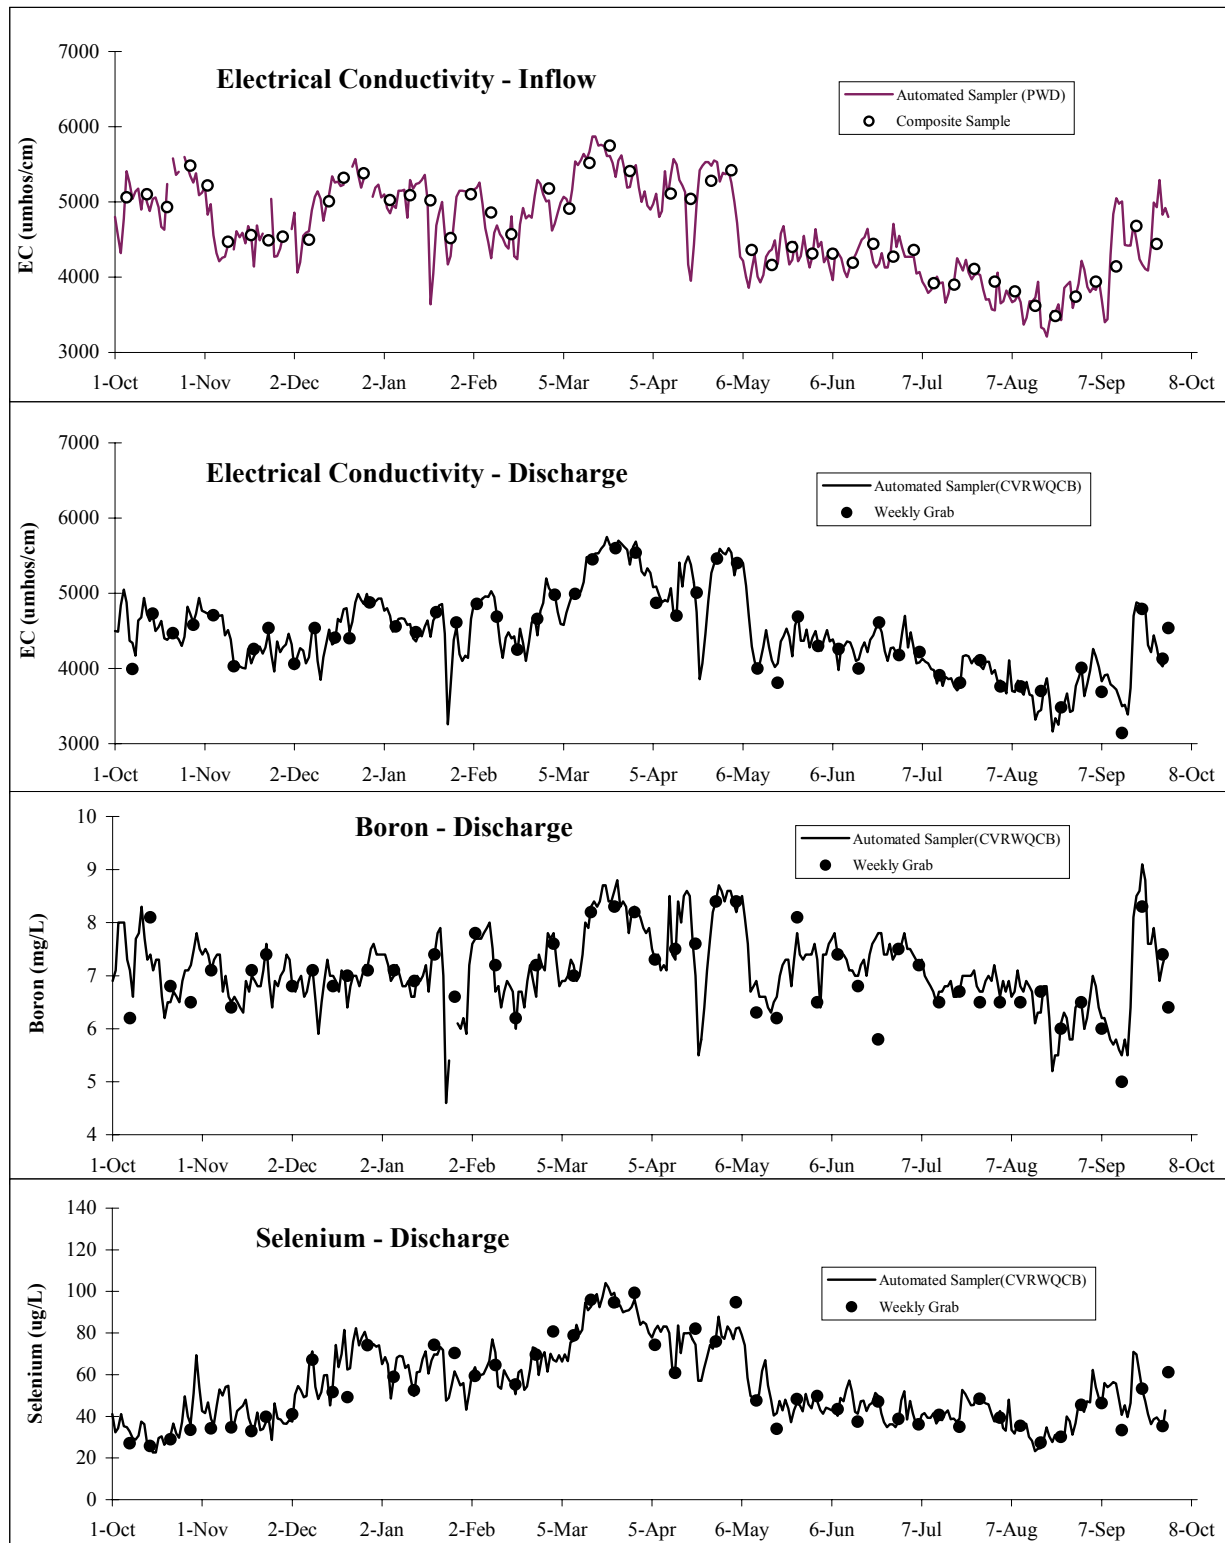 Electrical Conductivity - Inflow
Automated Sampler (PWD)
Composite Sample
EC (umhos/cm)
7000
6000
5000
4000
3000
1-Oct 1-Nov 2-Dec 2-Jan 2-Feb 5-Mar 5-Apr 6-May 6-Jun 7-Jul 7-Aug 7-Sep 8-Oct
Electrical Conductivity - Discharge
Automated Sampler(CVRWQCB)
Weekly Grab
EC (umhos/cm)
7000
6000
5000
4000
3000
1-Oct 1-Nov 2-Dec 2-Jan 2-Feb 5-Mar 5-Apr 6-May 6-Jun 7-Jul 7-Aug 7-Sep 8-Oct
Boron - Discharge
Automated Sampler(CVRWQCB)
Weekly Grab
Boron (mg/L)
10
9
8
7
6
5
4
1-Oct 1-Nov 2-Dec 2-Jan 2-Feb 5-Mar 5-Apr 6-May 6-Jun 7-Jul 7-Aug 7-Sep 8-Oct
Selenium - Discharge
Automated Sampler(CVRWQCB)
Weekly Grab
Selenium (ug/L)
140
120
100
80
60
40
20
0
1-Oct 1-Nov 2-Dec 2-Jan 2-Feb 5-Mar 5-Apr 6-May 6-Jun 7-Jul 7-Aug 7-Sep 8-Oct